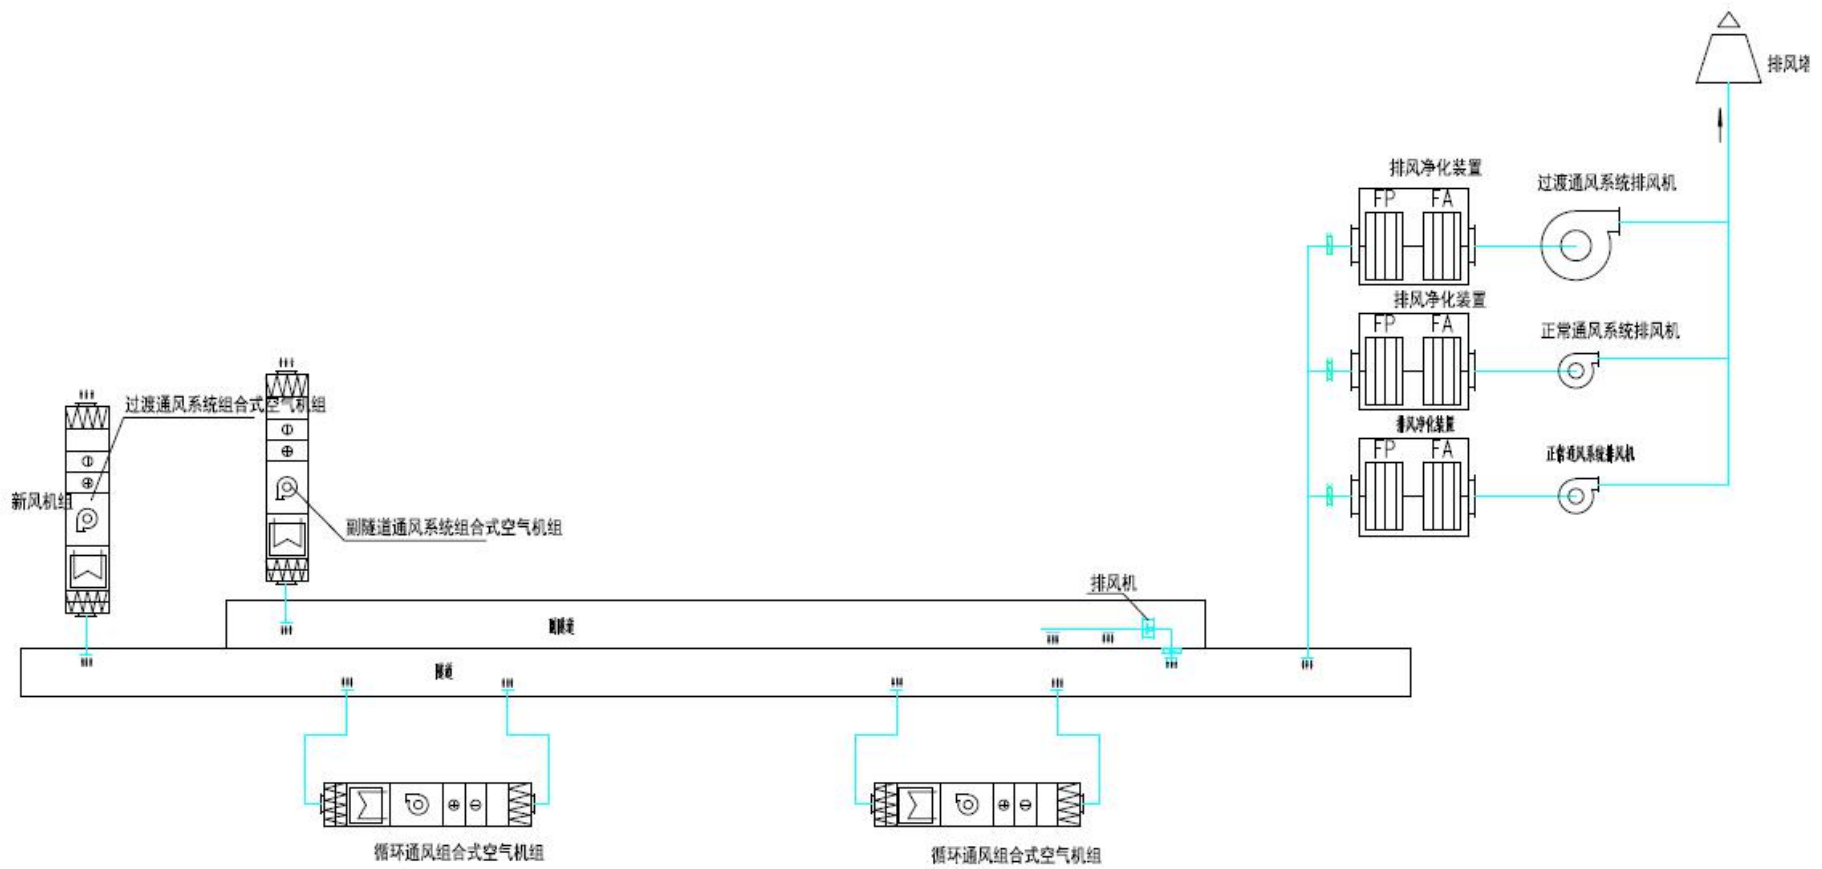 排风塔
排风净化装置
过渡通风系统排风机
FP FA
排风净化装置
正常通风系统排风机
FP FA
排风净化装置
正常通风系统排风机
FP FA
过渡通风系统组合式空气机组
新风机组
副隧道通风系统组合式空气机组
排风机
副隧道
隧道
循环通风组合式空气机组
循环通风组合式空气机组